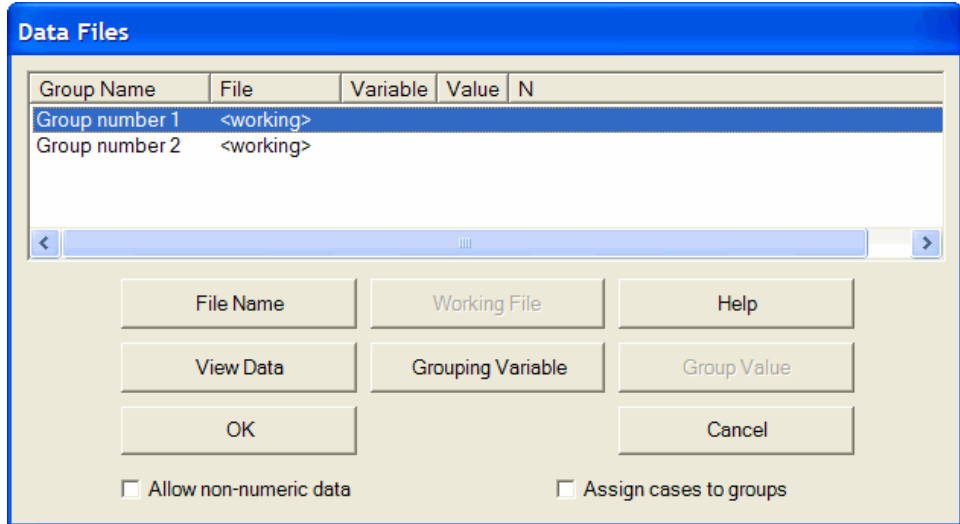 Data Files
Group Name File Variable Value N
Group number 1 <working>
Group number 2 <working>
File Name Working File Help
View Data Grouping Variable Group Value
OK Cancel
Allow non-numeric data Assign cases to groups